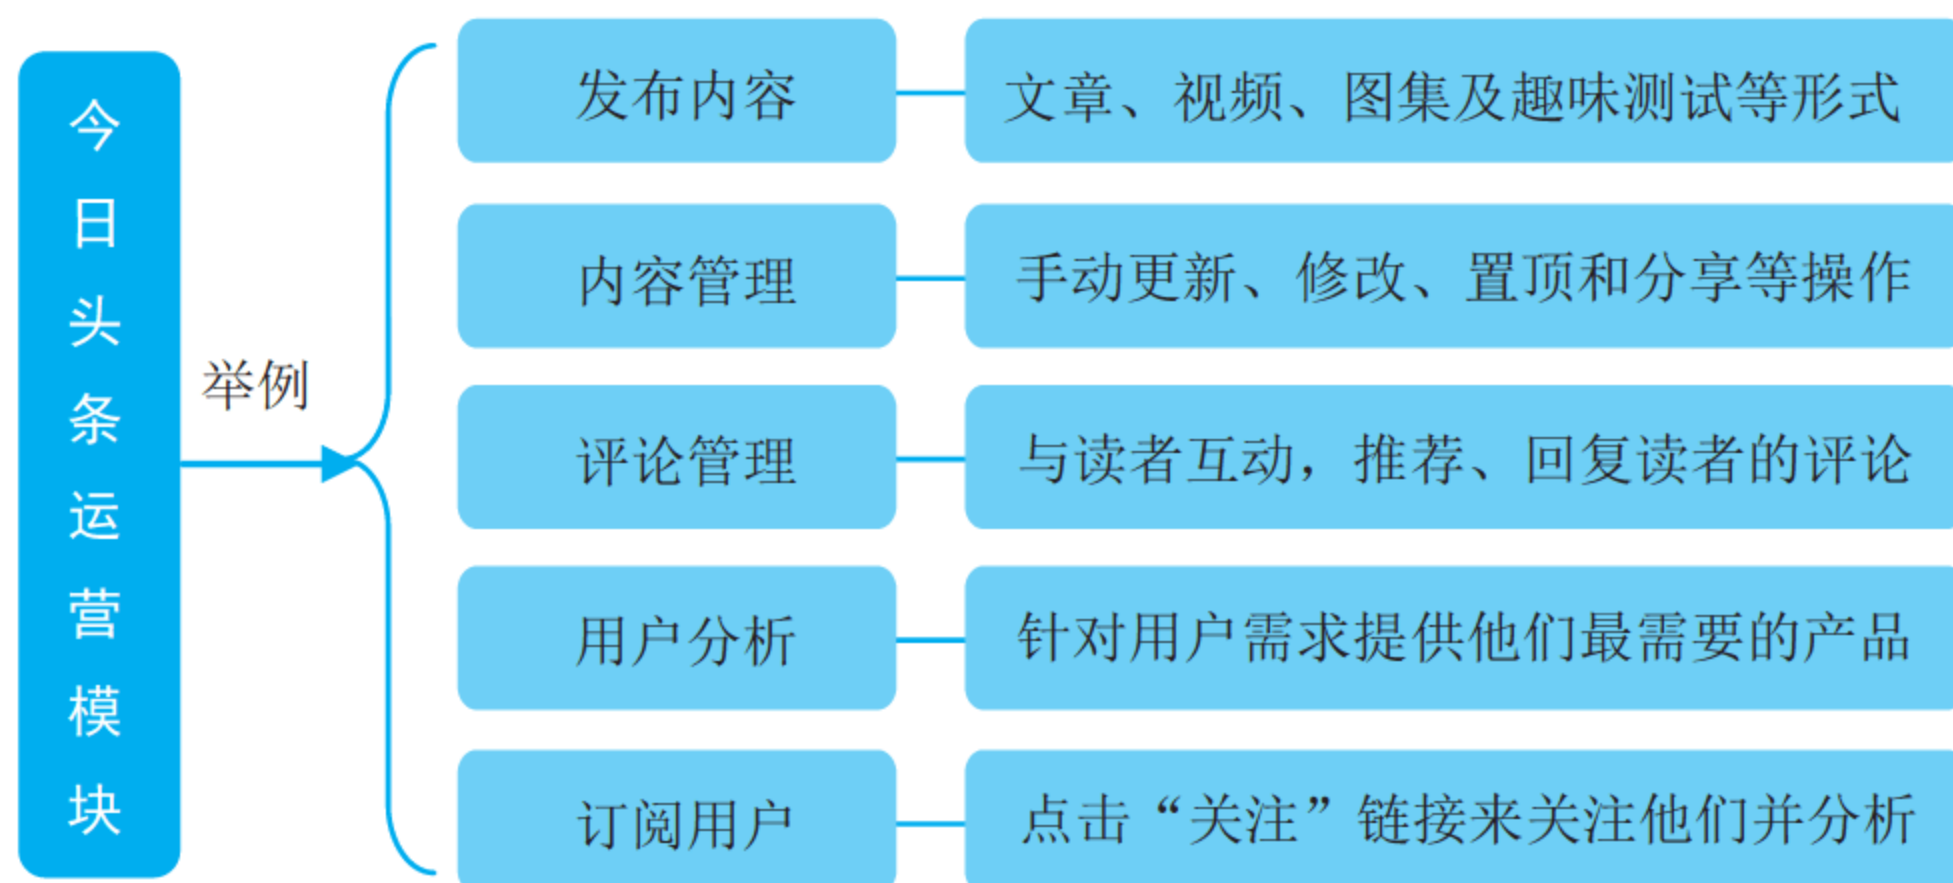 今日头条运营模块
举例
发布内容
文章、视频、图集及趣味测试等形式
内容管理
手动更新、修改、置顶和分享等操作
评论管理
与读者互动，推荐、回复读者的评论
用户分析
针对用户需求提供他们最需要的产品
订阅用户
点击“关注”链接来关注他们并分析